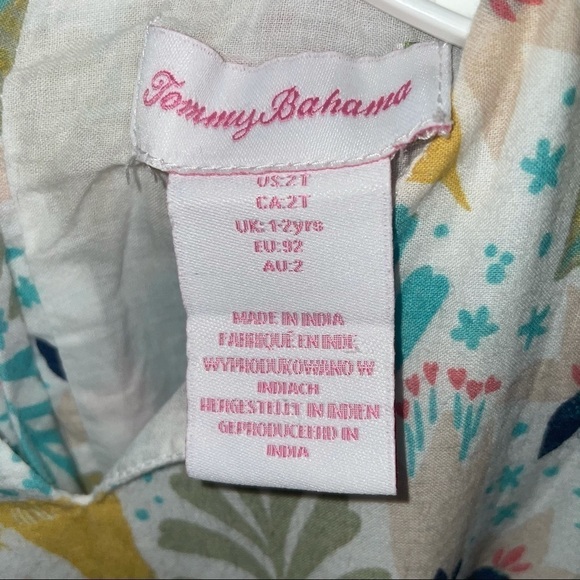 Tommy Bahama
US:2T
CA:2T
UK:1-2yrs
EU:92
AU:2
MADE IN INDIA
FABRIQUÉ EN INDE
WYPRODUKOWANO W
INDIACH
HERGESTELLT IN INDIEN
GEPRODUCEERD IN
INDIA